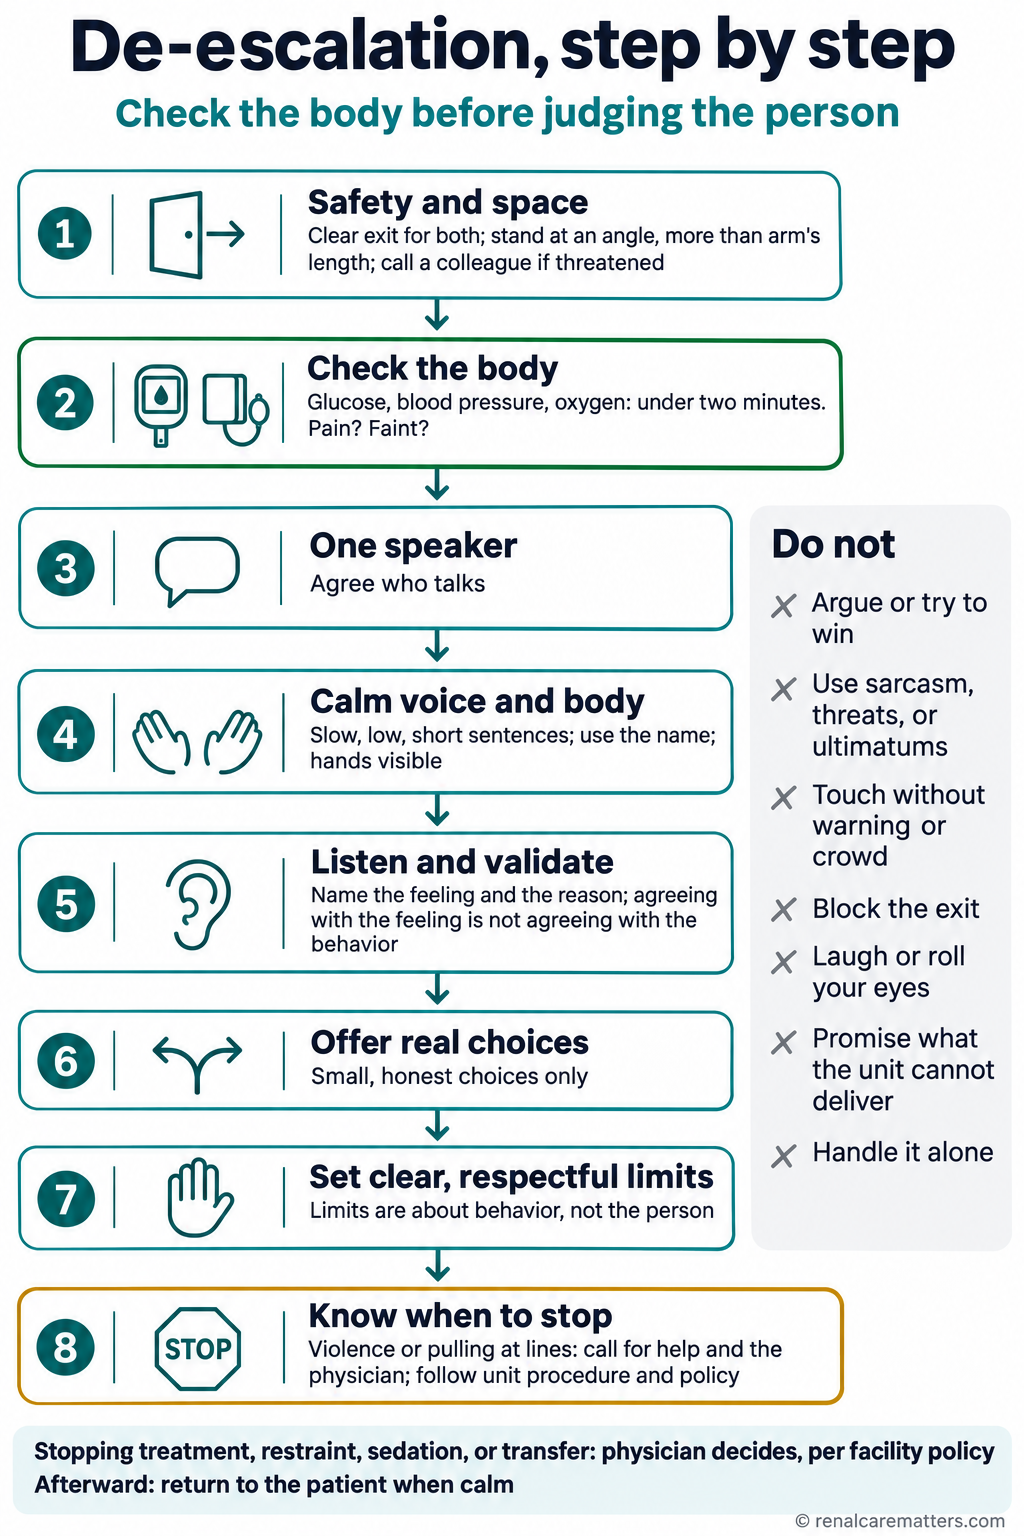 De-escalation, step by step
Check the body before judging the person
1
Safety and space
Clear exit for both; stand at an angle, more than arm's
length; call a colleague if threatened
2
Check the body
Glucose, blood pressure, oxygen: under two minutes.
Pain? Faint?
3
One speaker
Agree who talks
4
Calm voice and body
Slow, low, short sentences; use the name;
hands visible
5
Listen and validate
Name the feeling and the reason; agreeing
with the feeling is not agreeing with the
behavior
6
Offer real choices
Small, honest choices only
7
Set clear, respectful limits
Limits are about behavior, not the person
Do not
Argue or try to
win
Use sarcasm,
threats, or
ultimatums
Touch without
warning or
crowd
Block the exit
Laugh or roll
your eyes
Promise what
the unit cannot
deliver
Handle it alone
8
STOP
Know when to stop
Violence or pulling at lines: call for help and the
physician; follow unit procedure and policy
Stopping treatment, restraint, sedation, or transfer: physician decides, per facility policy
Afterward: return to the patient when calm
© renalcarematters.com